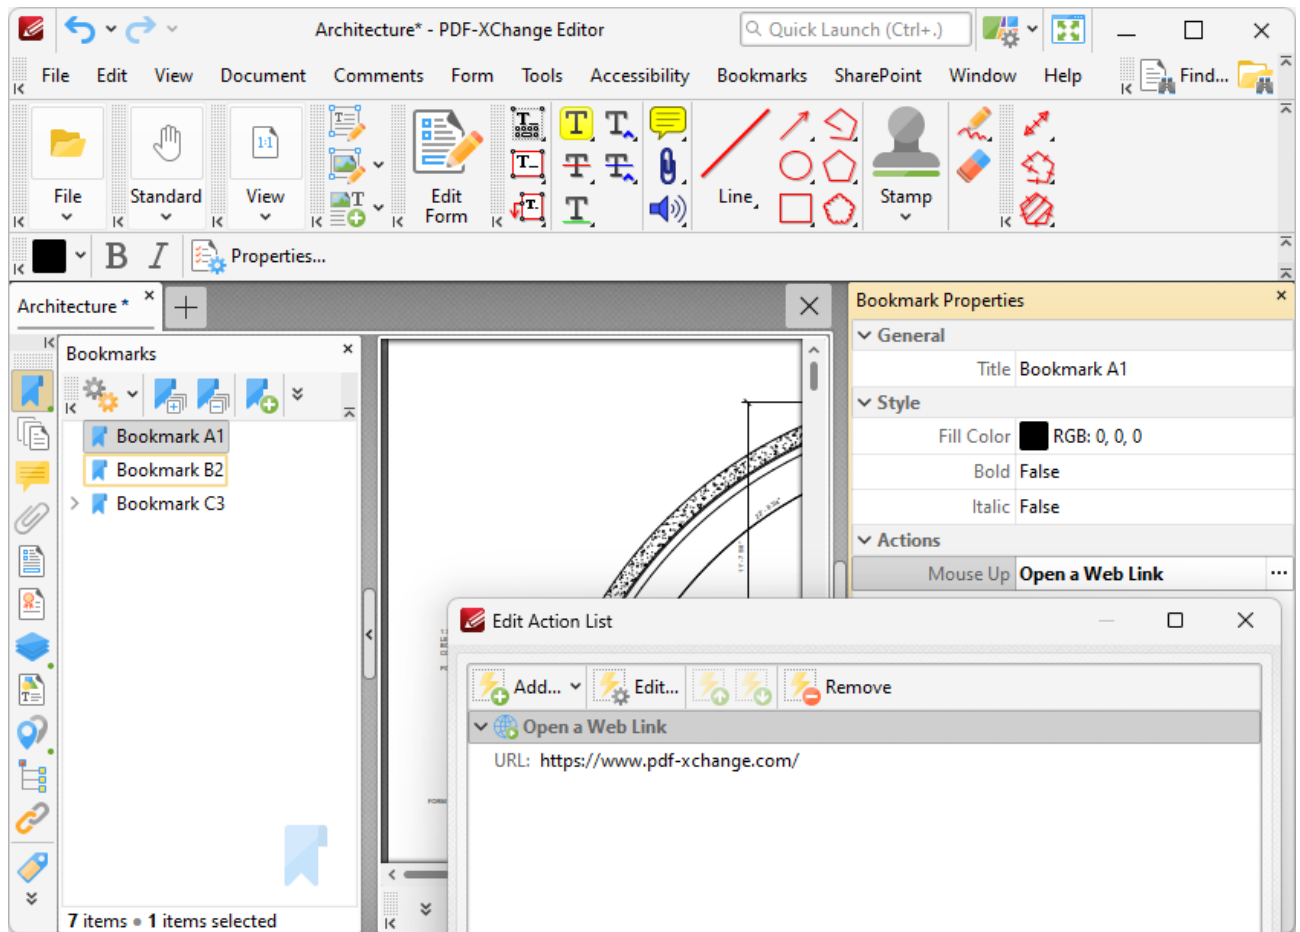 Architecture* - PDF-XChange Editor
Quick Launch (Ctrl+.)
File Edit View Document Comments Form Tools Accessibility Bookmarks SharePoint Window Help Find...
File
Standard
1:1
View
Edit
Form
Line
Stamp
B I Properties...
Architecture *
Bookmarks
Bookmark A1
Bookmark B2
Bookmark C3
7 items • 1 items selected
Bookmark Properties
General
Title Bookmark A1
Style
Fill Color RGB: 0, 0, 0
Bold False
Italic False
Actions
Mouse Up Open a Web Link ...
Edit Action List
Add... Edit... Remove
Open a Web Link
URL: https://www.pdf-xchange.com/